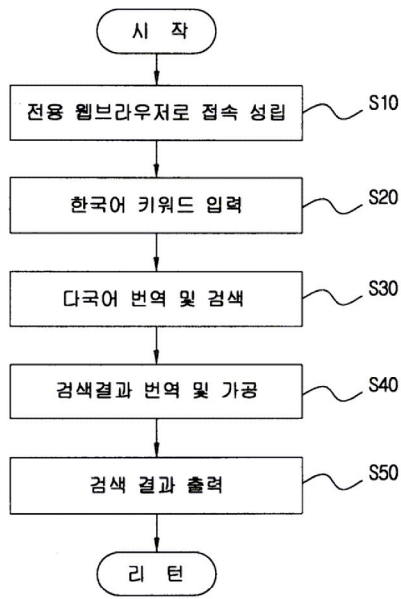 시 작
전용 웹브라우저로 접속 성립
S10
한국어 키워드 입력
S20
다국어 번역 및 검색
S30
검색결과 번역 및 가공
S40
검색 결과 출력
S50
리 턴